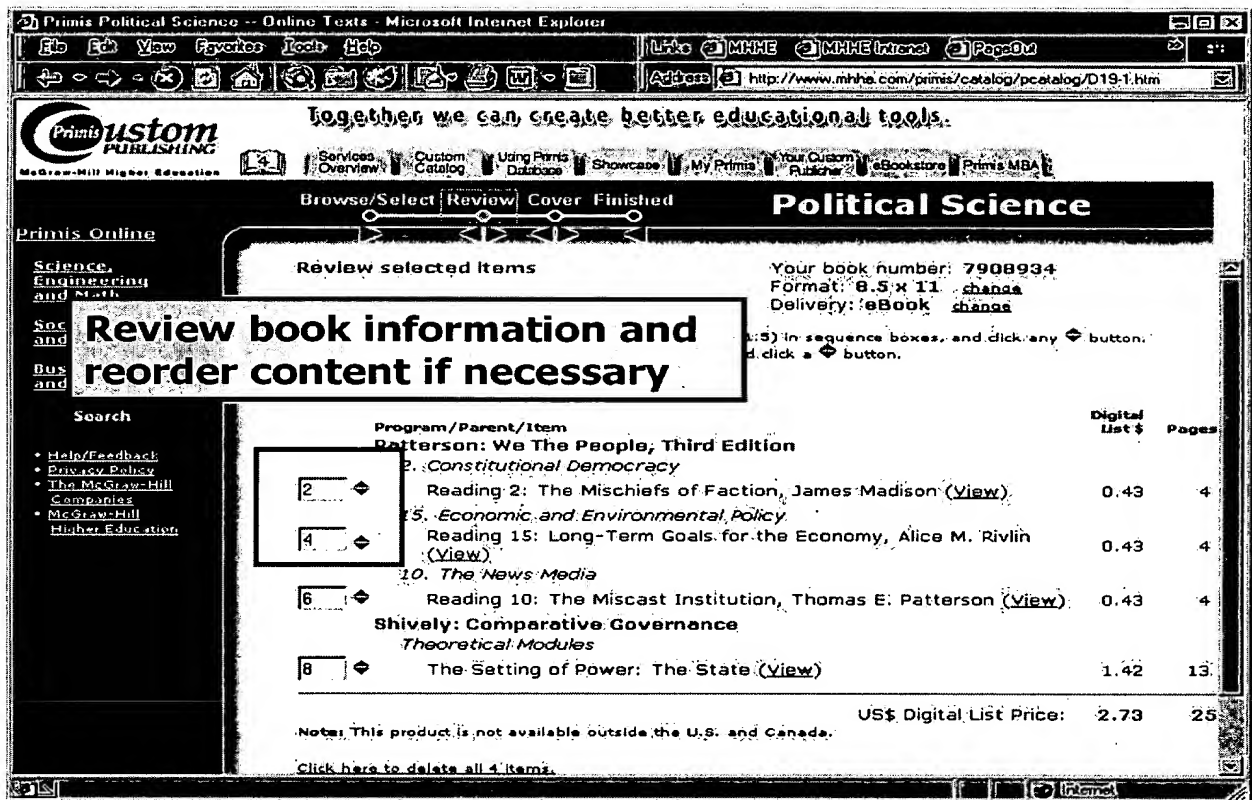 Primis Political Science -- Online Texts - Microsoft Internet Explorer
File Edit View Favorites Tools Help
Links MHHE MHHE Intranet PageOut
Address http://www.mhhe.com/primis/catalog/pcatalog/D19-1.htm
Primis Custom
PUBLISHING
McGraw-Hill Higher Education
Together we can create better educational tools.
Services Overview Custom Catalog Using Primis Database Showcase My Primis Your Custom Publisher eBookstore Primis MBA
Browse/Select Review Cover Finished
Political Science
Primis Online
Science,
Engineering
and Math
Soc
and
Bus
and
Search
• Help/Feedback
• Privacy Policy
• The McGraw-Hill
Companies
• McGraw-Hill
Higher Education
Review selected items
Your book number: 7908934
Format: 8.5 x 11 change
Delivery: eBook change
Review book information and
reorder content if necessary
:5) in sequence boxes, and click any button.
d click a button.
Program/Parent/Item
Digital
List $
Pages
Patterson: We The People, Third Edition
2. Constitutional Democracy
2 Reading 2: The Mischiefs of Faction, James Madison (View) 0.43 4
15. Economic and Environmental Policy
4 Reading 15: Long-Term Goals for the Economy, Alice M. Rivlin
(View) 0.43 4
10. The News Media
6 Reading 10: The Miscast Institution, Thomas E. Patterson (View) 0.43 4
Shively: Comparative Governance
Theoretical Modules
8 The Setting of Power: The State (View) 1.42 13
US$ Digital List Price: 2.73 25
Note: This product is not available outside the U.S. and Canada.
Click here to delete all 4 items.
Internet